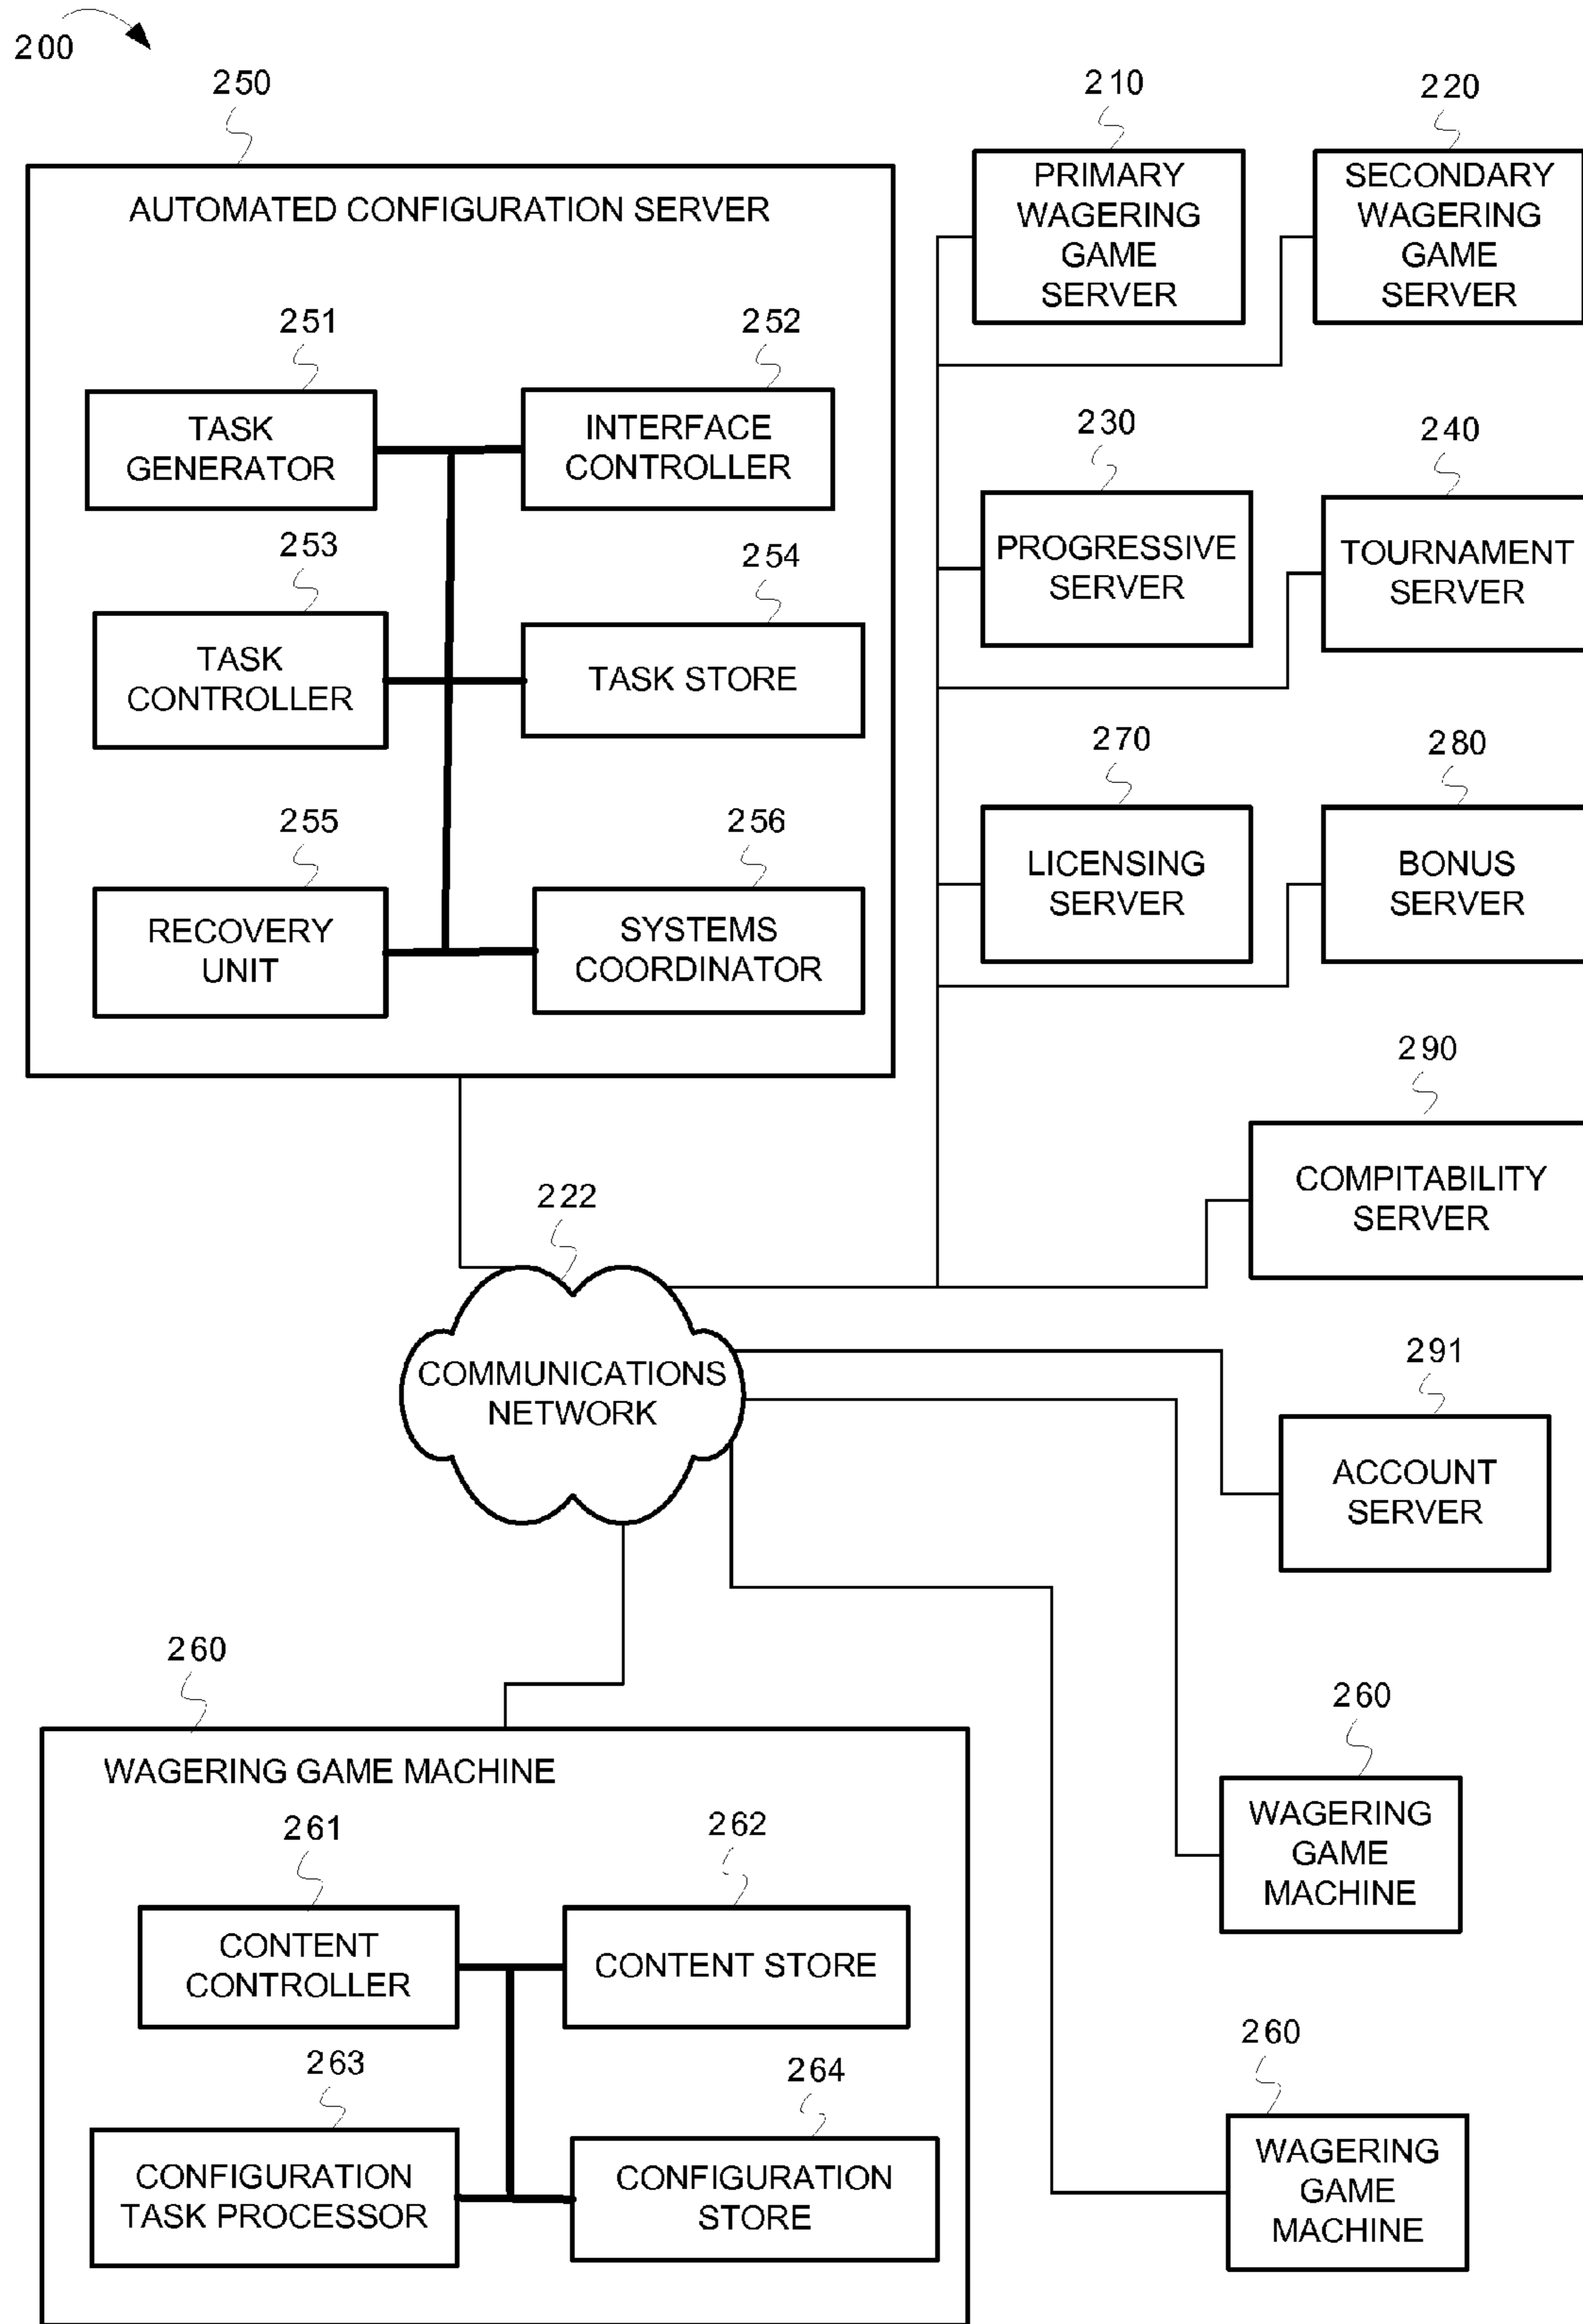 200
250
AUTOMATED CONFIGURATION SERVER
251
TASK
GENERATOR
252
INTERFACE
CONTROLLER
253
TASK
CONTROLLER
254
TASK STORE
255
RECOVERY
UNIT
256
SYSTEMS
COORDINATOR
210
PRIMARY
WAGERING
GAME
SERVER
220
SECONDARY
WAGERING
GAME
SERVER
230
PROGRESSIVE
SERVER
240
TOURNAMENT
SERVER
270
LICENSING
SERVER
280
BONUS
SERVER
290
COMPITABILITY
SERVER
222
COMMUNICATIONS
NETWORK
291
ACCOUNT
SERVER
260
WAGERING GAME MACHINE
261
CONTENT
CONTROLLER
262
CONTENT STORE
263
CONFIGURATION
TASK PROCESSOR
264
CONFIGURATION
STORE
260
WAGERING
GAME
MACHINE
260
WAGERING
GAME
MACHINE